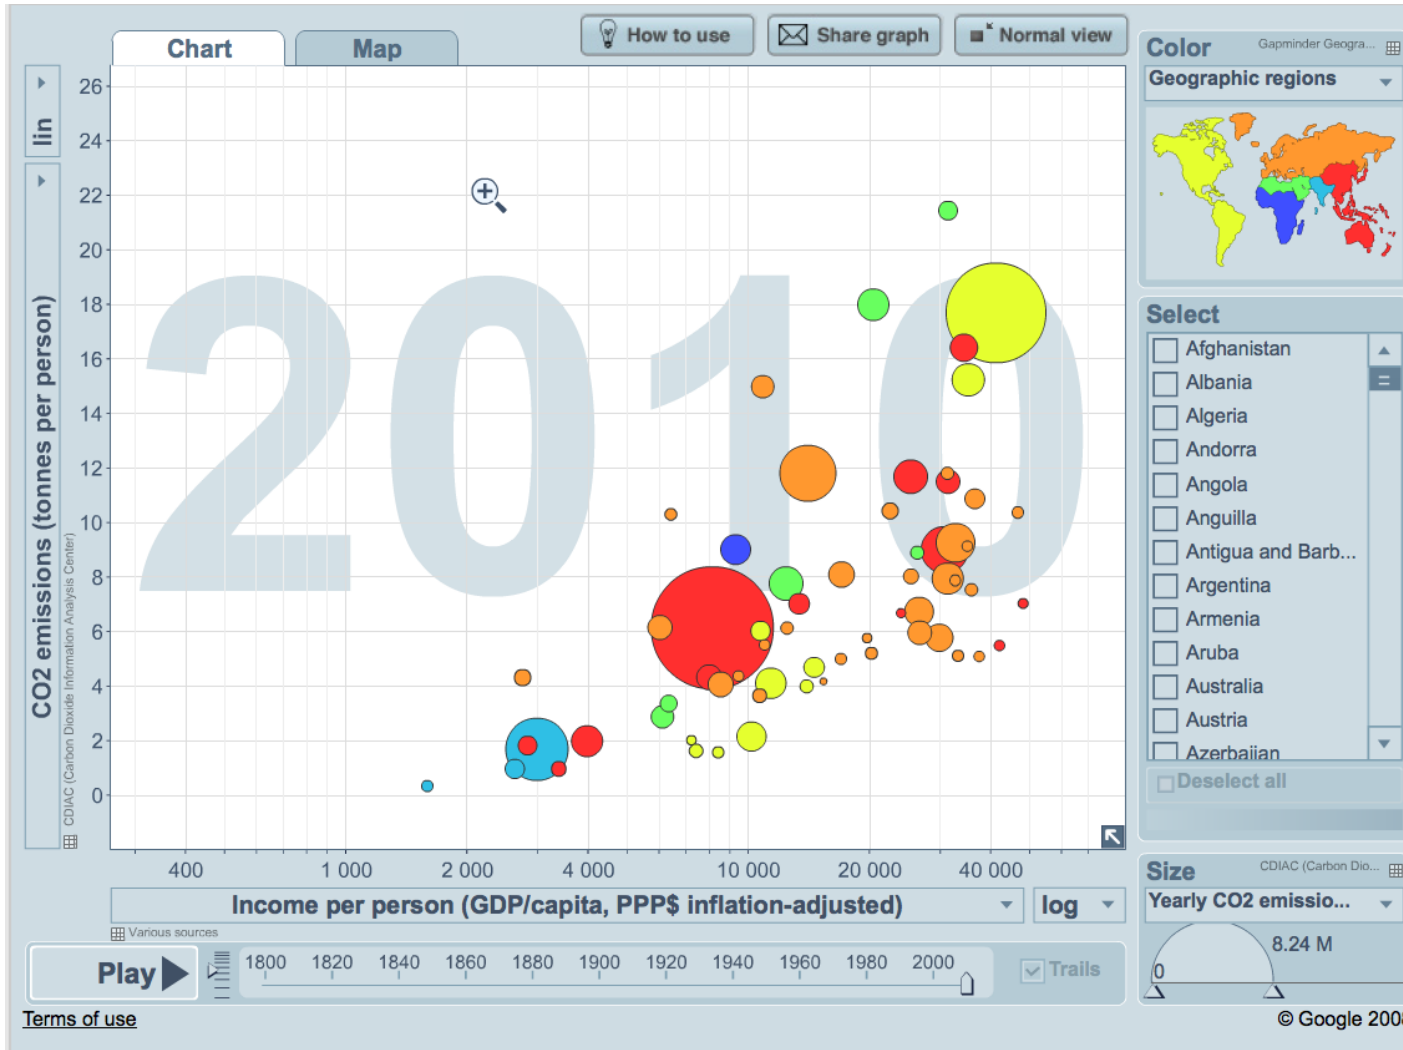 Chart
Map
How to use
Share graph
Normal view
lin
CO2 emissions (tonnes per person)
CDIAC (Carbon Dioxide Information Analysis Center)
26
24
22
20
18
16
14
12
10
8
6
4
2
0
2010
400
1 000
2 000
4 000
10 000
20 000
40 000
Income per person (GDP/capita, PPP$ inflation-adjusted)
log
Various sources
Play
1800
1820
1840
1860
1880
1900
1920
1940
1960
1980
2000
Trails
Terms of use
Color
Gapminder Geogra...
Geographic regions
Select
Afghanistan
Albania
Algeria
Andorra
Angola
Anguilla
Antigua and Barb...
Argentina
Armenia
Aruba
Australia
Austria
Azerbaijan
Deselect all
Size
CDIAC (Carbon Dio...
Yearly CO2 emissio...
8.24 M
0
© Google 2008